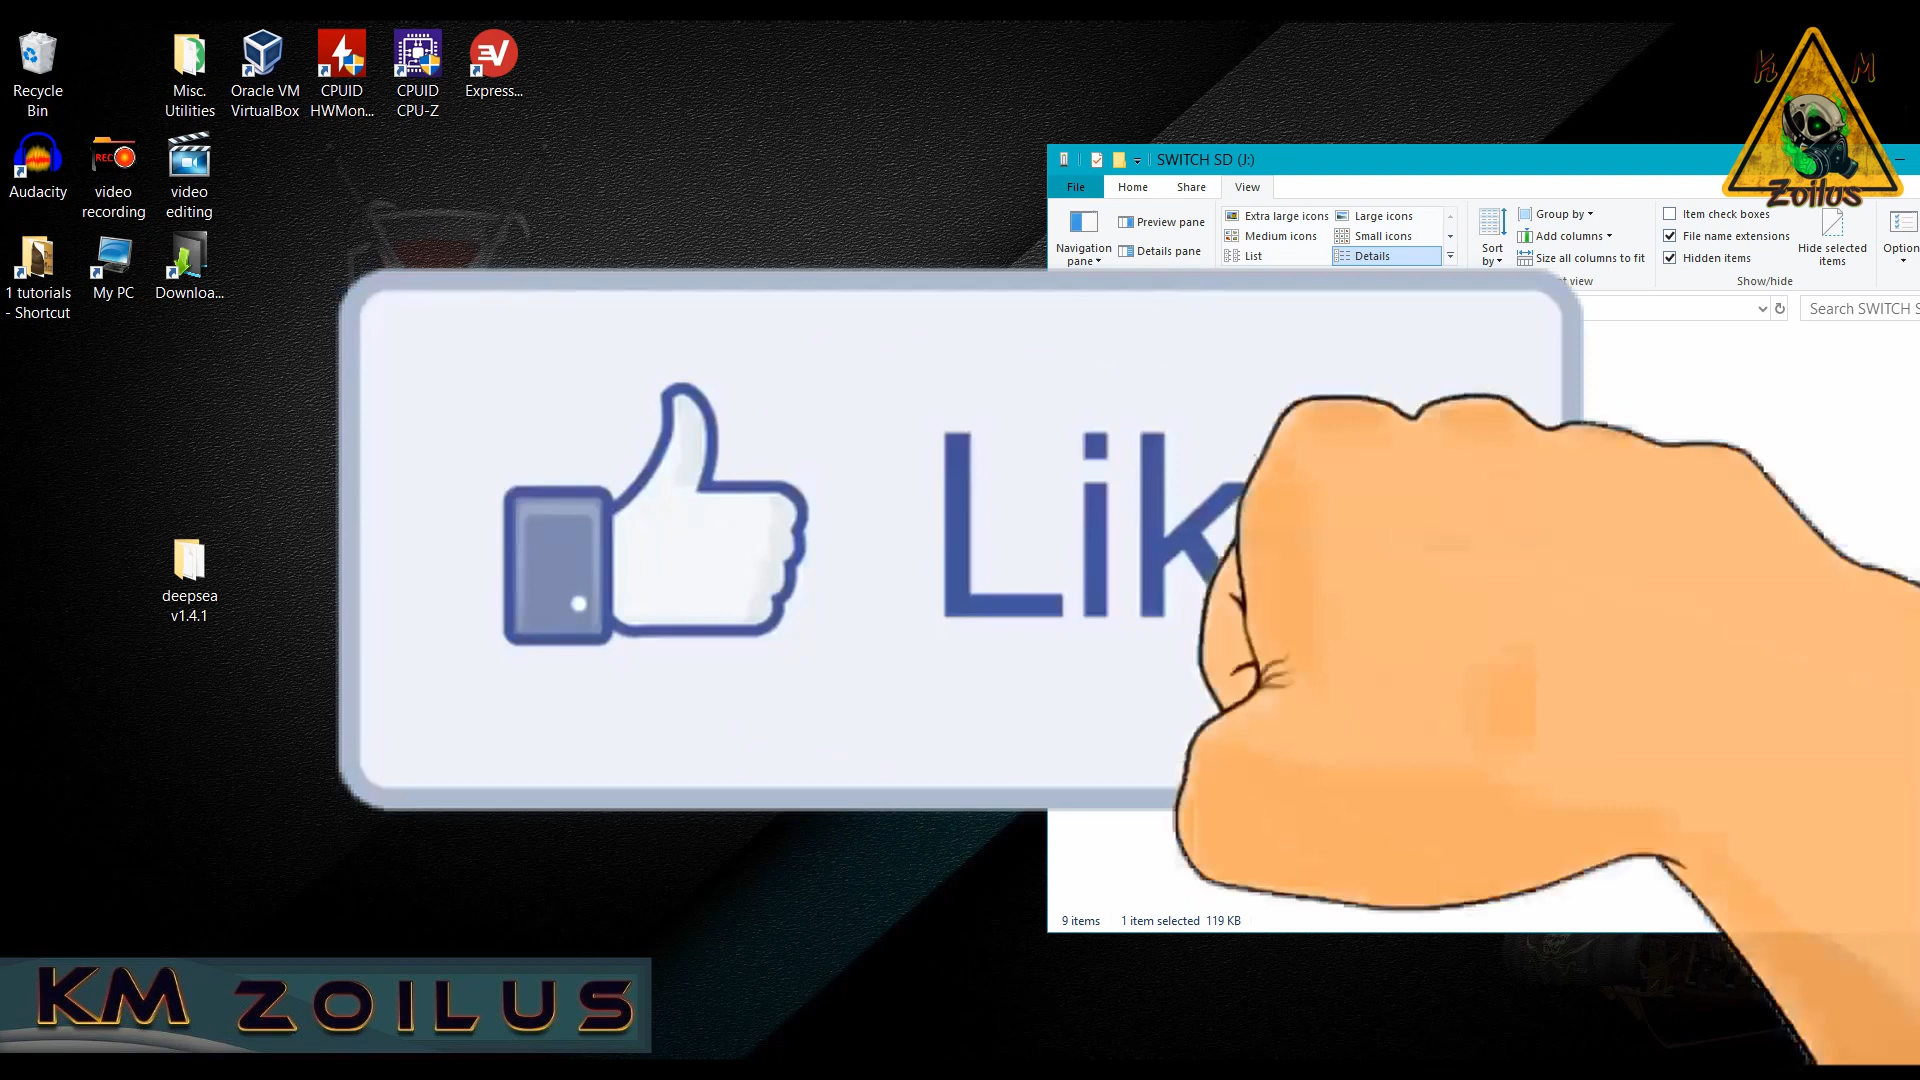 Recycle
Bin
Misc.
Utilities
Oracle VM
VirtualBox
CPUID
HWMon...
CPUID
CPU-Z
Express...
Audacity
REC
video
recording
video
editing
1 tutorials
- Shortcut
My PC
Downloa...
deepsea
v1.4.1
K M
Zoilus
SWITCH SD (J:)
File Home Share View
Navigation
pane
Preview pane
Details pane
Extra large icons Large icons
Medium icons Small icons
List Details
Sort
by
Group by
Add columns
Size all columns to fit
t view
Item check boxes
File name extensions
Hidden items
Hide selected
items
Option
Show/hide
Search SWITCH S
Lik
9 items 1 item selected 119 KB
KM ZOILUS